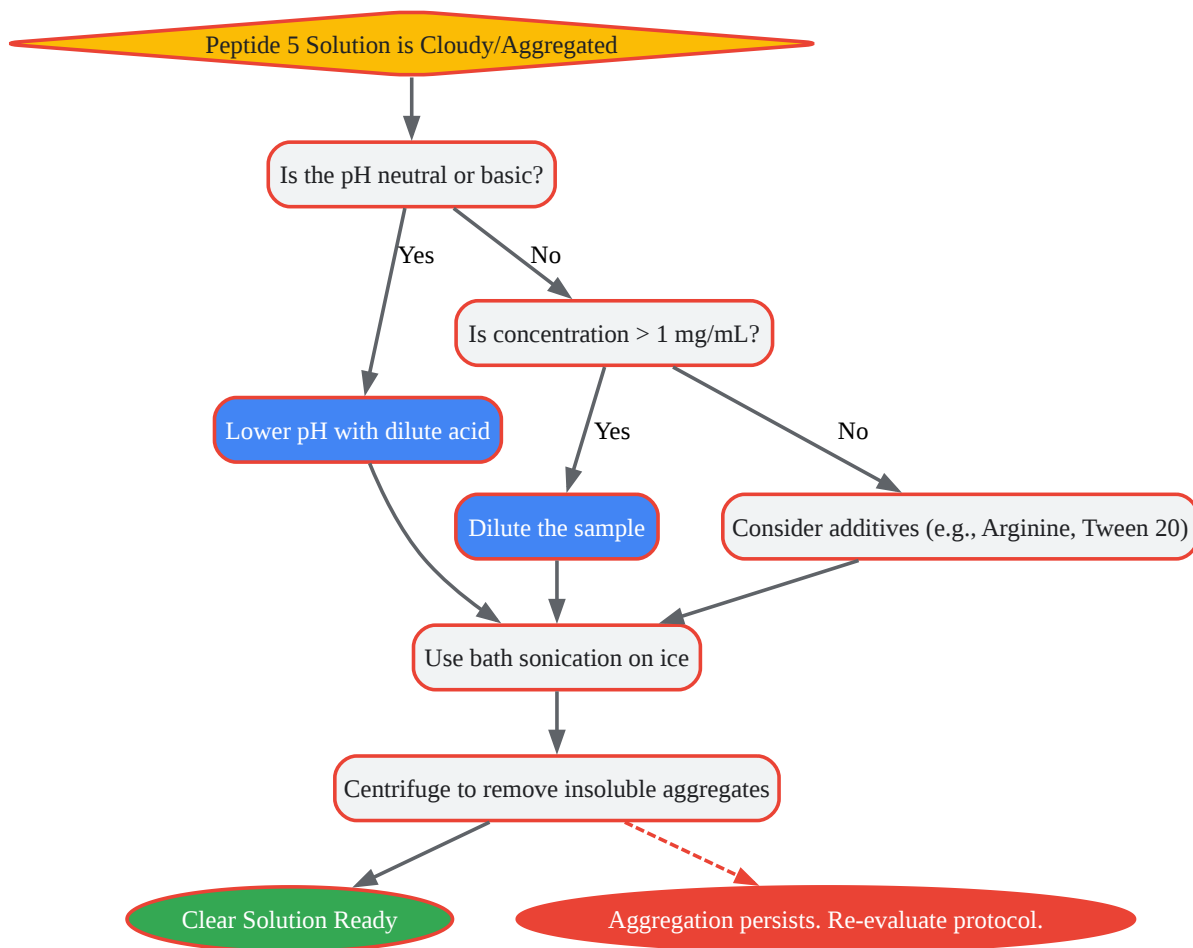 Peptide 5 Solution is Cloudy/Aggregated
Is the pH neutral or basic?
Yes
No
Is concentration > 1 mg/mL?
Lower pH with dilute acid
Yes
No
Dilute the sample
Consider additives (e.g., Arginine, Tween 20)
Use bath sonication on ice
Centrifuge to remove insoluble aggregates
Clear Solution Ready
Aggregation persists. Re-evaluate protocol.